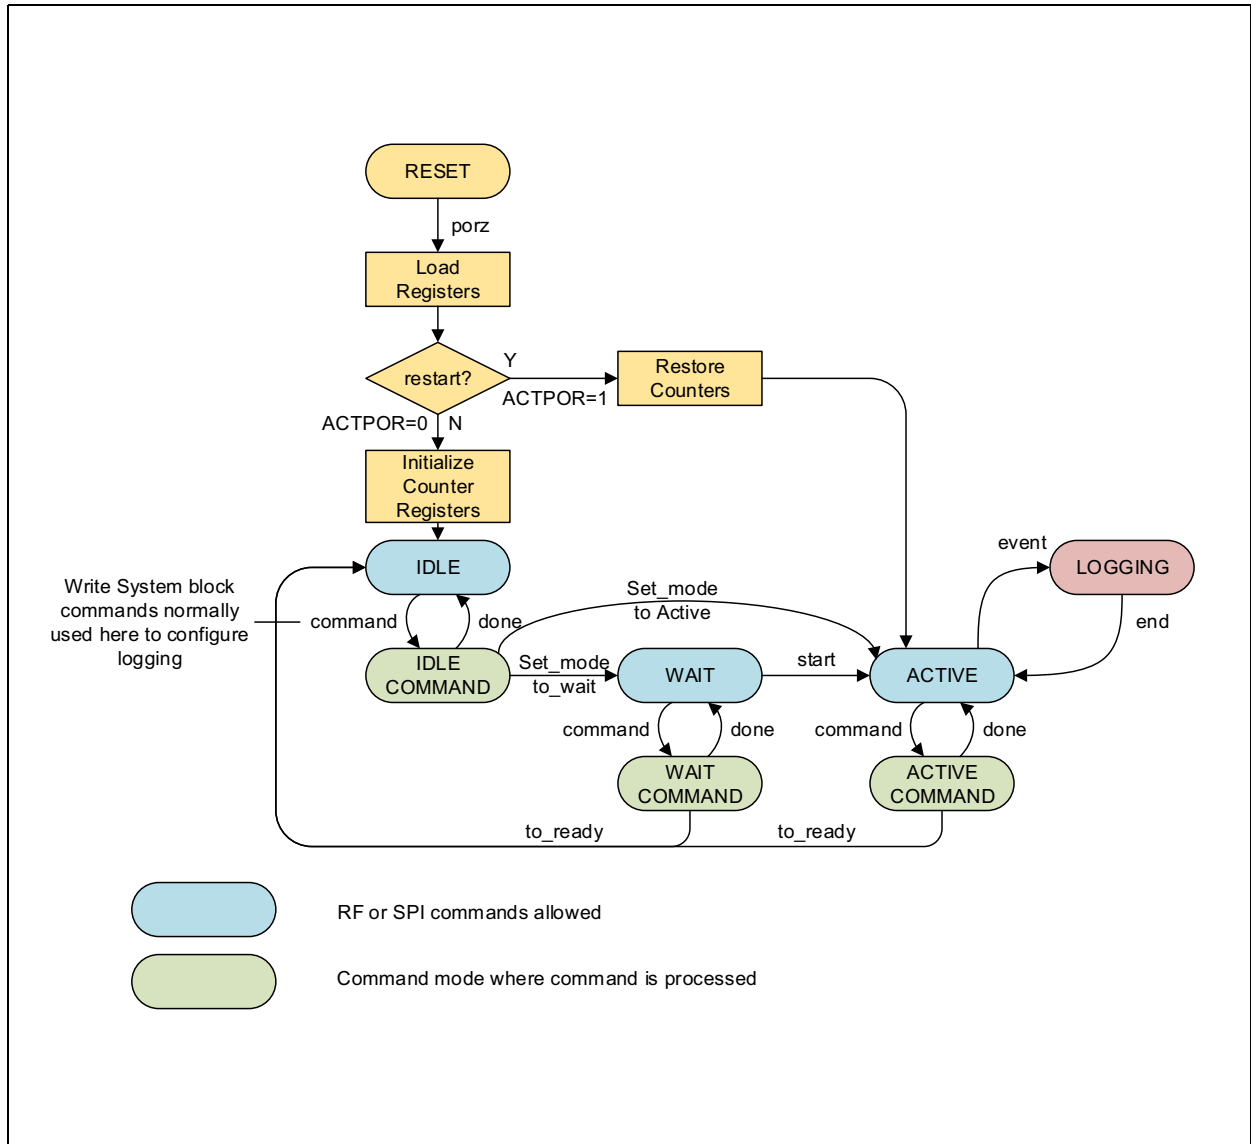 RESET
porz
Load
Registers
restart?
Y
ACTPOR=1
Restore
Counters
ACTPOR=0
N
Initialize
Counter
Registers
IDLE
event
LOGGING
end
Write System block
commands normally
used here to configure
logging
command
done
Set_mode
to Active
IDLE
COMMAND
Set_mode
to_wait
WAIT
start
ACTIVE
command
done
command
done
WAIT
COMMAND
ACTIVE
COMMAND
to_ready
to_ready
RF or SPI commands allowed
Command mode where command is processed